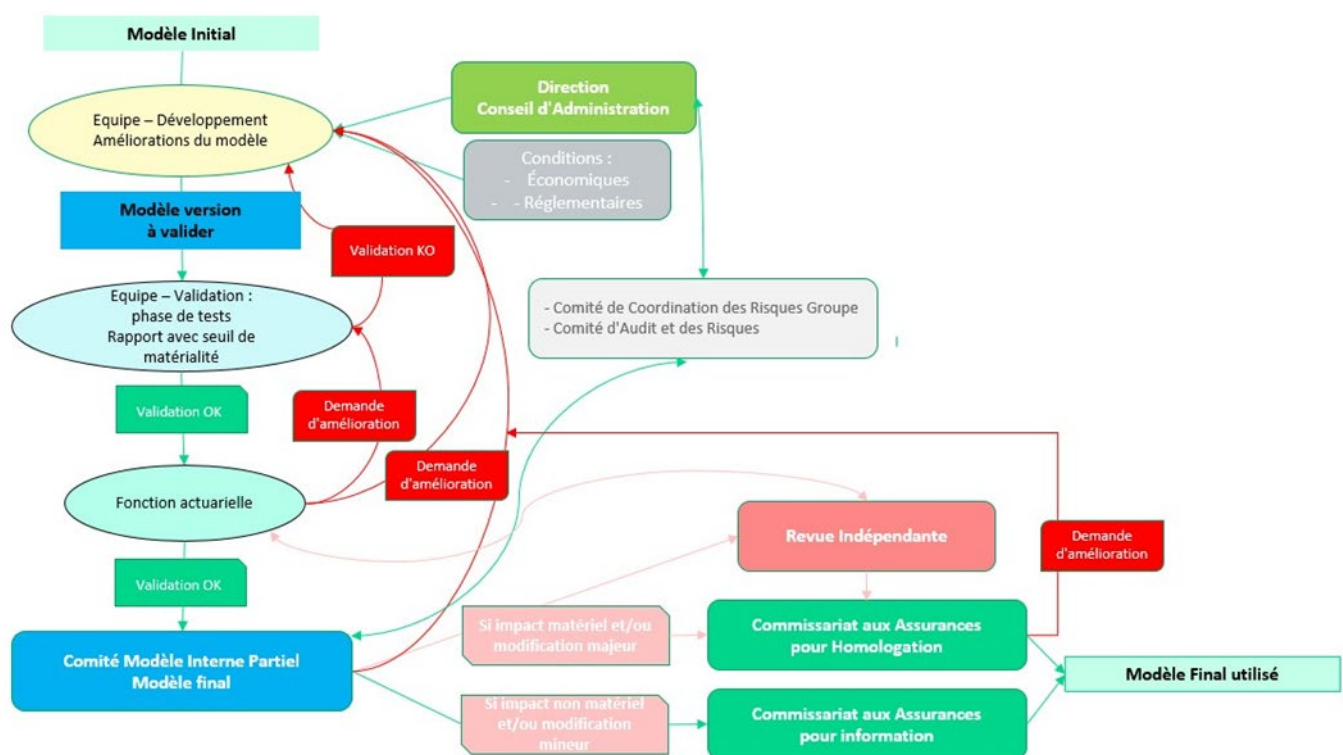 Modèle Initial
Direction
Conseil d'Administration
Equipe – Développement
Améliorations du modèle
Conditions :
- Économiques
- - Réglementaires
Modèle version
à valider
Validation KO
Equipe – Validation :
phase de tests
Rapport avec seuil de
matérialité
- Comité de Coordination des Risques Groupe
- Comité d'Audit et des Risques
Validation OK
Demande
d'amélioration
Demande
d'amélioration
Fonction actuarielle
Revue Indépendante
Demande
d'amélioration
Validation OK
Si impact matériel et/ou
modification majeur
Commissariat aux Assurances
pour Homologation
Comité Modèle Interne Partiel
Modèle final
Modèle Final utilisé
Si impact non matériel
et/ou modification
mineur
Commissariat aux Assurances
pour information